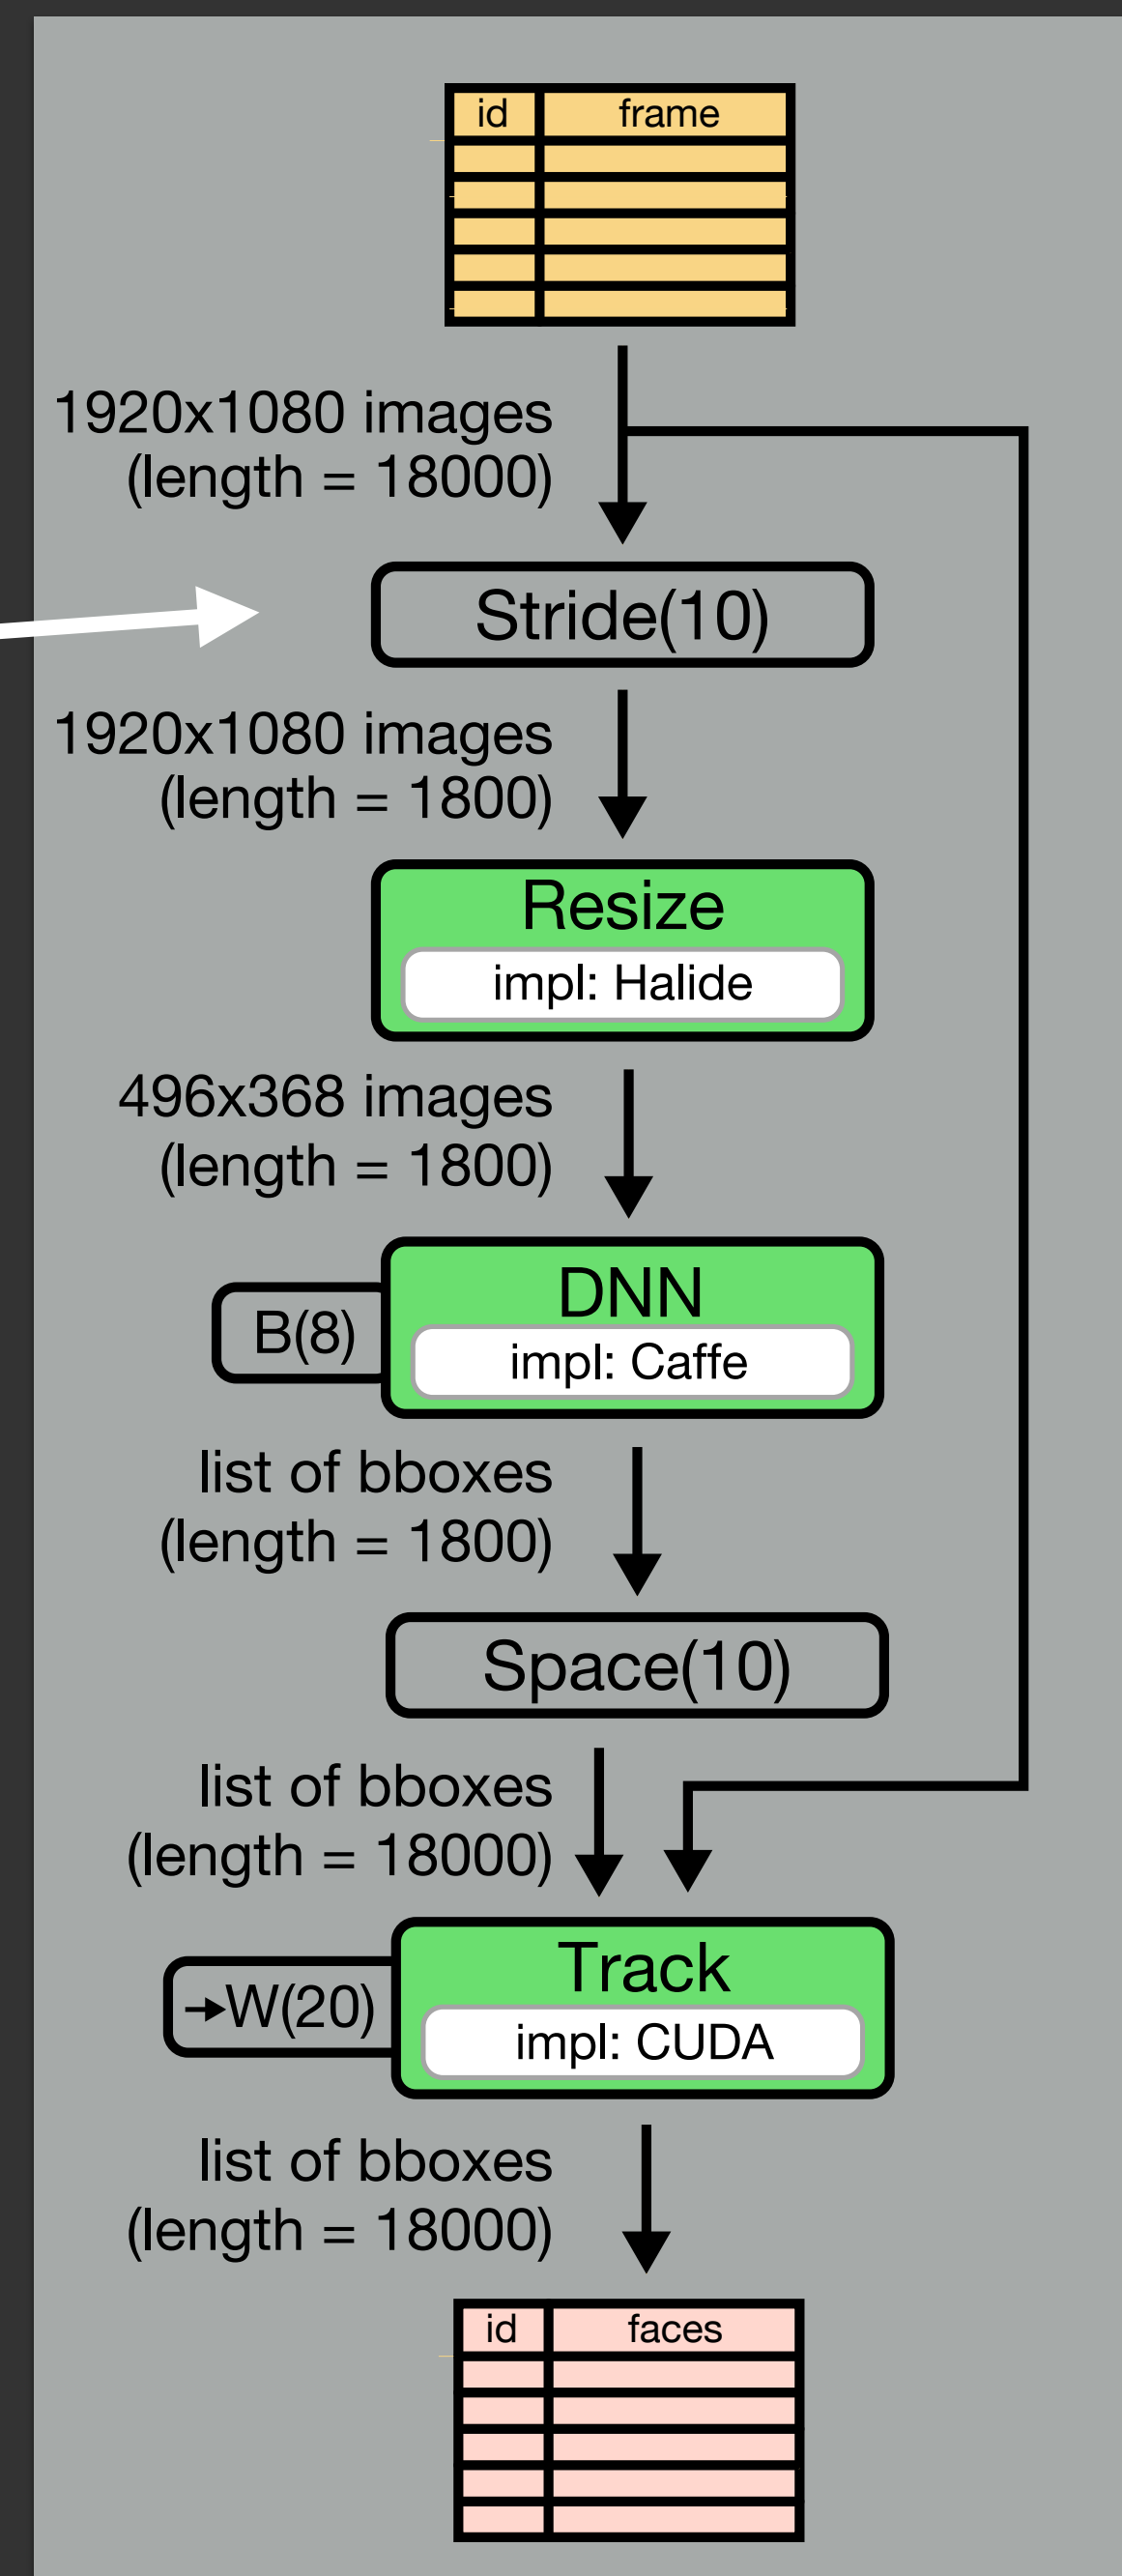 id frame
1920x1080 images
(length = 18000)
Stride(10)
1920x1080 images
(length = 1800)
Resize
impl: Halide
496x368 images
(length = 1800)
DNN
B(8)
impl: Caffe
list of bboxes
(length = 1800)
Space(10)
list of bboxes
(length = 18000)
Track
→W(20)
impl: CUDA
list of bboxes
(length = 18000)
id faces